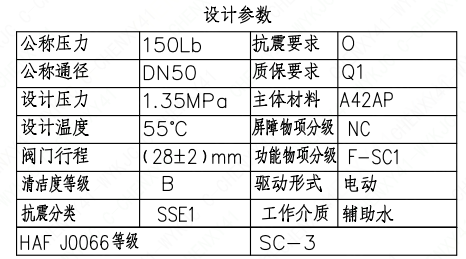 设计参数
公称压力 150Lb 抗震要求 O
公称通径 DN50 质保要求 Q1
设计压力 1.35MPa 主体材料 A42AP
设计温度 55℃ 屏障物项分级 NC
阀门行程 (28±2)mm 功能物项分级 F-SC1
清洁度等级 B 驱动形式 电动
抗震分类 SSE1 工作介质 辅助水
HAF J0066等级 SC-3